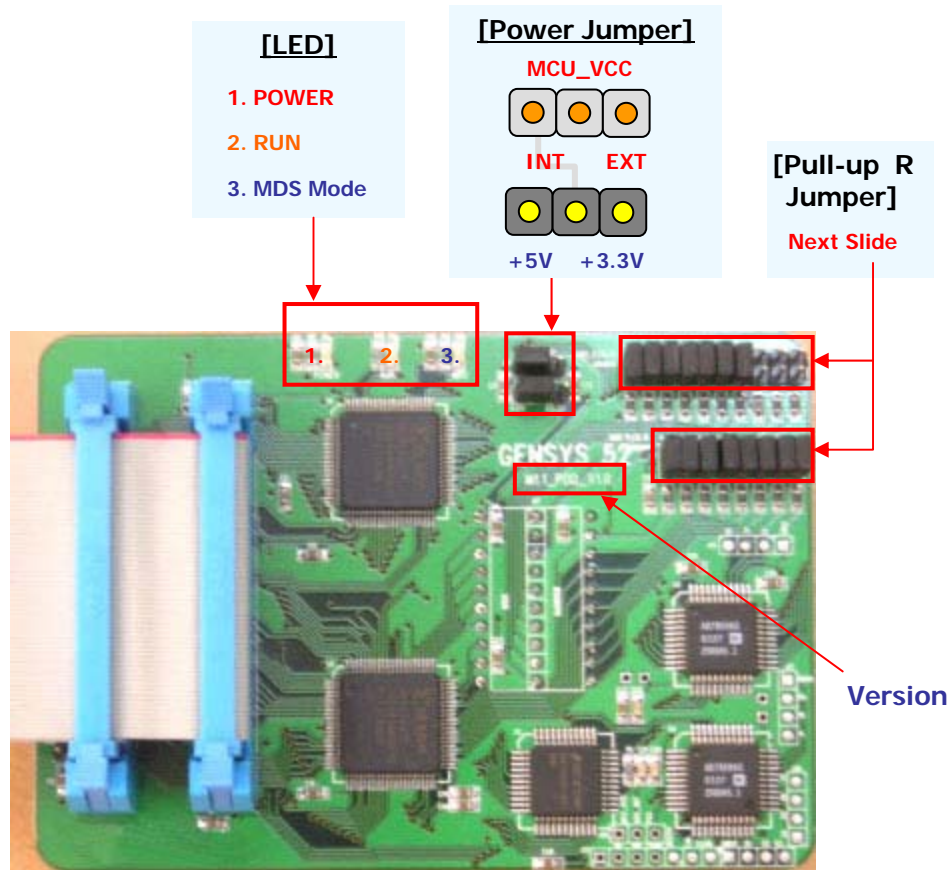 [LED]
1. POWER
2. RUN
3. MDS Mode
[Power Jumper]
MCU_VCC
INT EXT
+5V +3.3V
[Pull-up R
Jumper]
Next Slide
1. 2. 3.
GENSYS 52
M11_POD_V10
Version